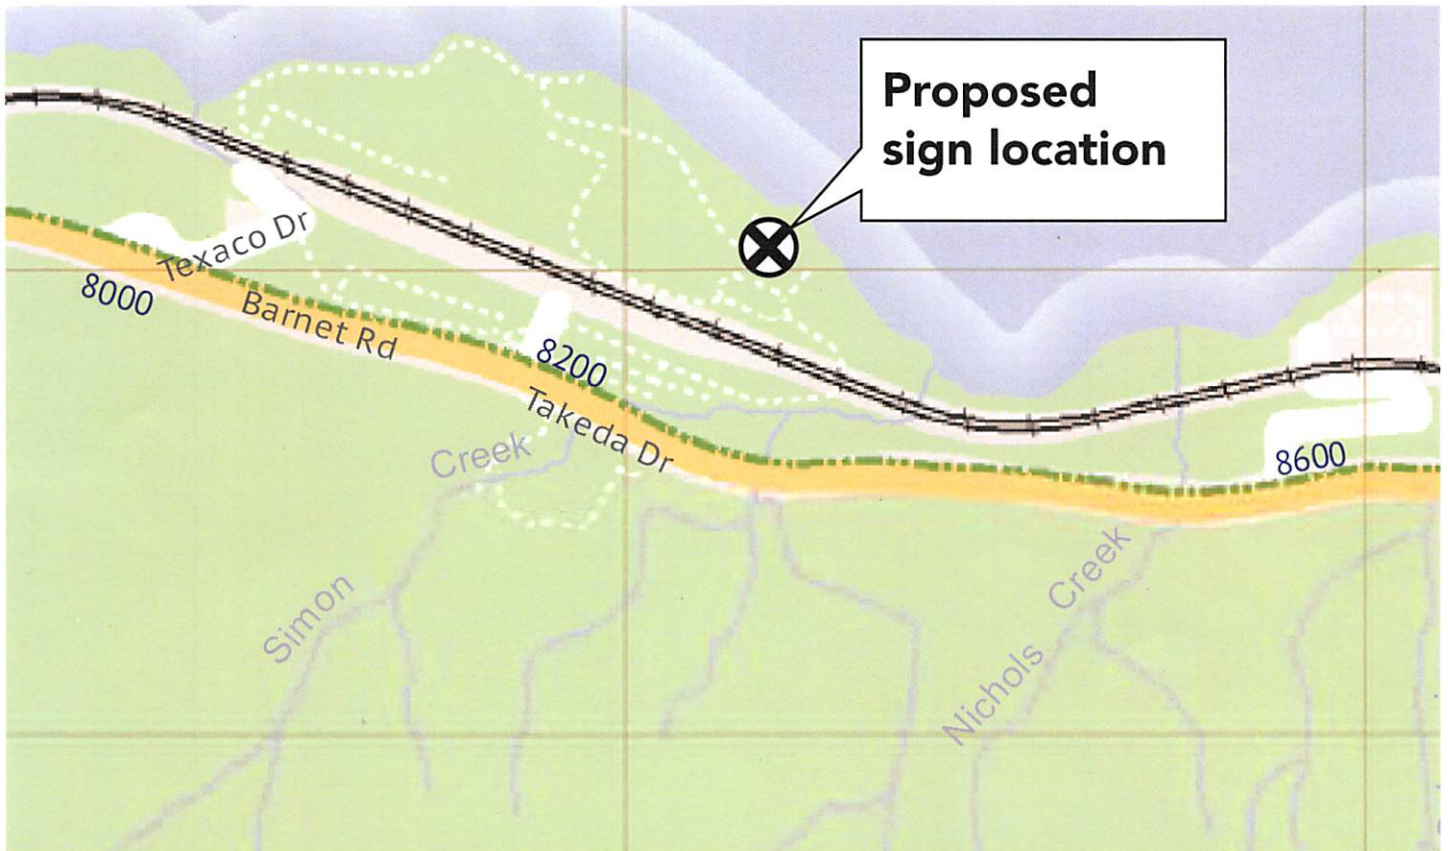 Proposed
sign location
Texaco Dr
8000
Barnet Rd
8200
Takeda Dr
Creek
8600
Simon
Creek
Nichols